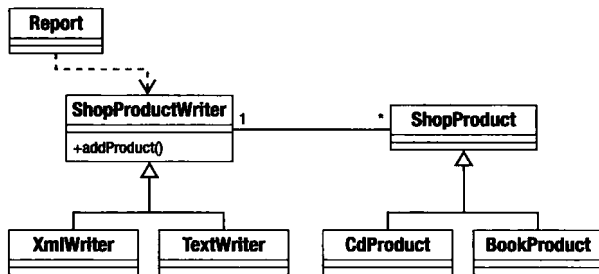 Report
ShopProductWriter
+addProduct()
1
*
ShopProduct
XmlWriter
TextWriter
CdProduct
BookProduct